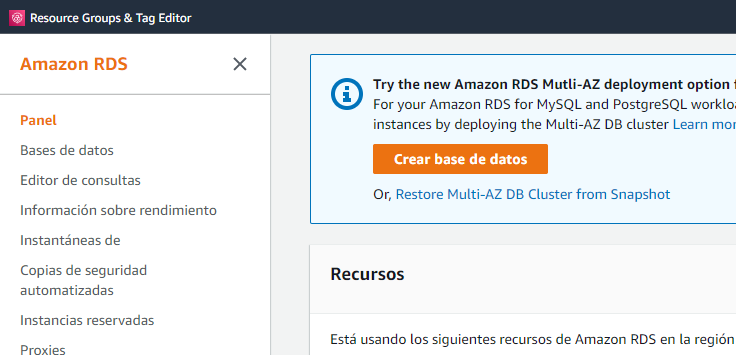 Resource Groups & Tag Editor
Amazon RDS
Panel
Bases de datos
Editor de consultas
Información sobre rendimiento
Instantáneas de
Copias de seguridad
automatizadas
Instancias reservadas
Proxies
Try the new Amazon RDS Mutli-AZ deployment option
For your Amazon RDS for MySQL and PostgreSQL
instances by deploying the Multi-AZ DB cluster Learn
Crear base de datos
Or, Restore Multi-AZ DB Cluster from Snapshot
Recursos
Está usando los siguientes recursos de Amazon RDS en la región